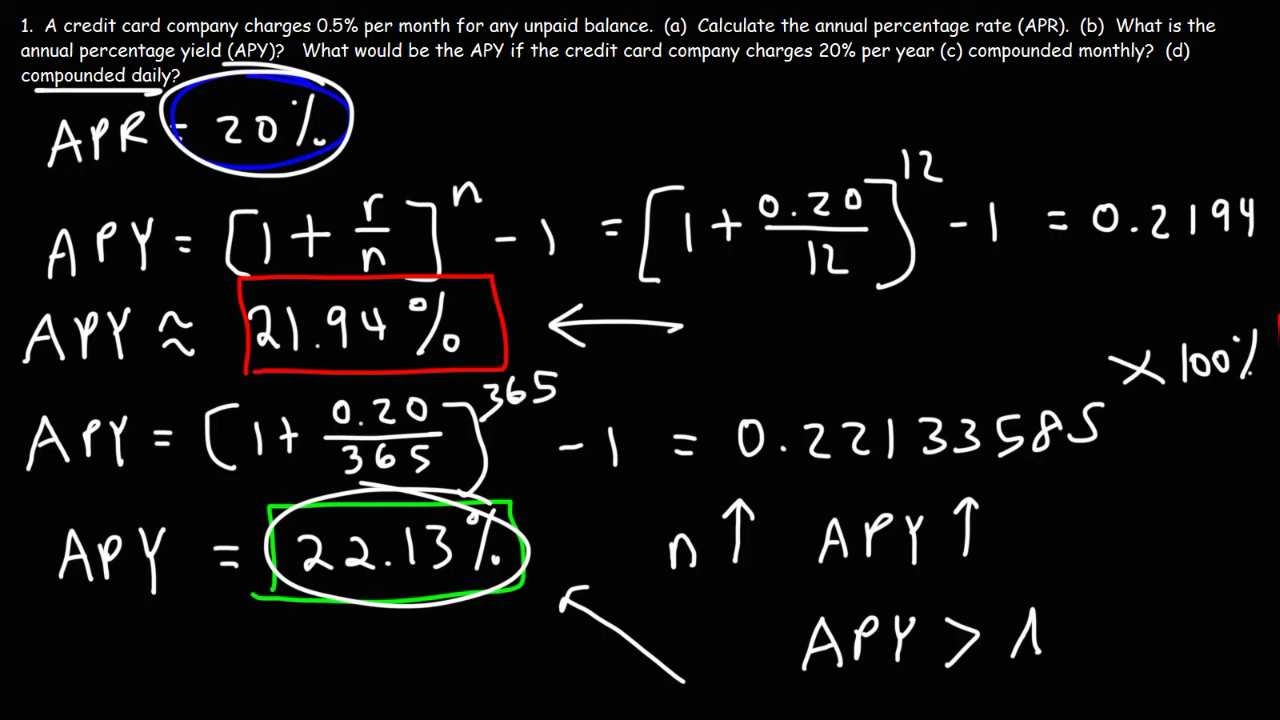 1. A credit card company charges 0.5% per month for any unpaid balance. (a) Calculate the annual percentage rate (APR). (b) What is the
annual percentage yield (APY)? What would be the APY if the credit card company charges 20% per year (c) compounded monthly? (d)
compounded daily?
APR = 20%
APY = [1 + r/n]^n - 1 = [1 + 0.20/12]^12 - 1 = 0.2194
APY ≈ 21.94%
x 100%
APY = [1 + 0.20/365]^365 - 1 = 0.22133585
APY = 22.13%
n ↑ APY ↑
APY >